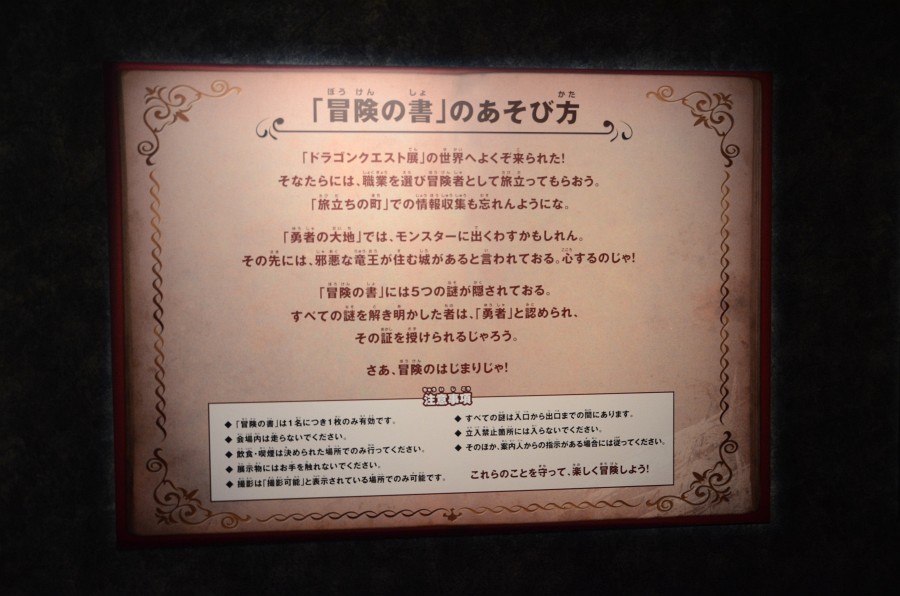 「冒険の書」のあそび方
「ドラゴンクエスト展」の世界へよくぞ来られた!
そなたらには、職業を選び冒険者として旅立ってもらおう。
「旅立ちの町」での情報収集も忘れんようにな。
「勇者の大地」では、モンスターに出くわすかもしれん。
その先には、邪悪な竜王が住む城があると言われておる。心するのじゃ!
「冒険の書」には5つの謎が隠されておる。
すべての謎を解き明かした者は、「勇者」と認められ、
その証を授けられるじゃろう。
さあ、冒険のはじまりじゃ!
注意事項
◆「冒険の書」は1名につき1枚のみ有効です。
◆会場内は走らないでください。
◆飲食・喫煙は決められた場所でのみ行ってください。
◆展示物にはお手を触れないでください。
◆撮影は「撮影可能」と表示されている場所でのみ可能です。
◆すべての謎は入口から出口までの間にあります。
◆立入禁止箇所には入らないでください。
◆そのほか、案内人からの指示がある場合には従ってください。
これらのことを守って、楽しく冒険しよう!